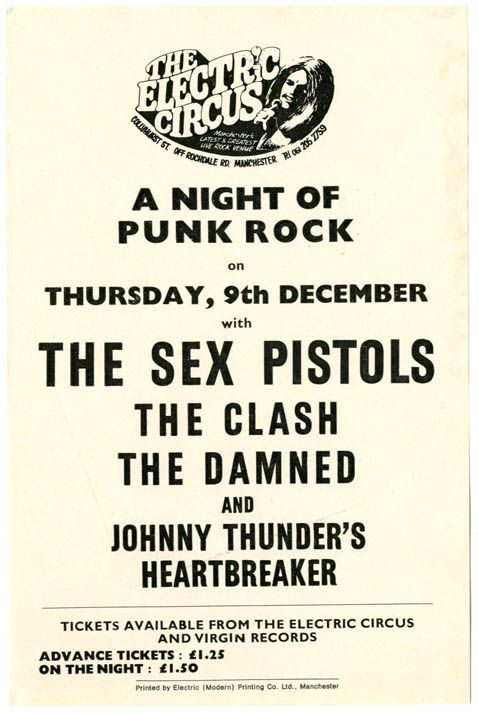 THE
ELECTRiC
CIRCUS
Manchester's
LATEST & GREATEST
LIVE ROCK VENUE
COLLYHURST ST. OFF ROCHDALE RD. MANCHESTER Tel 061 205 2759
A NIGHT OF
PUNK ROCK
on
THURSDAY, 9th DECEMBER
with
THE SEX PISTOLS
THE CLASH
THE DAMNED
AND
JOHNNY THUNDER'S
HEARTBREAKER
TICKETS AVAILABLE FROM THE ELECTRIC CIRCUS
AND VIRGIN RECORDS
ADVANCE TICKETS : £1.25
ON THE NIGHT : £1.50
Printed by Electric (Modern) Printing Co. Ltd., Manchester